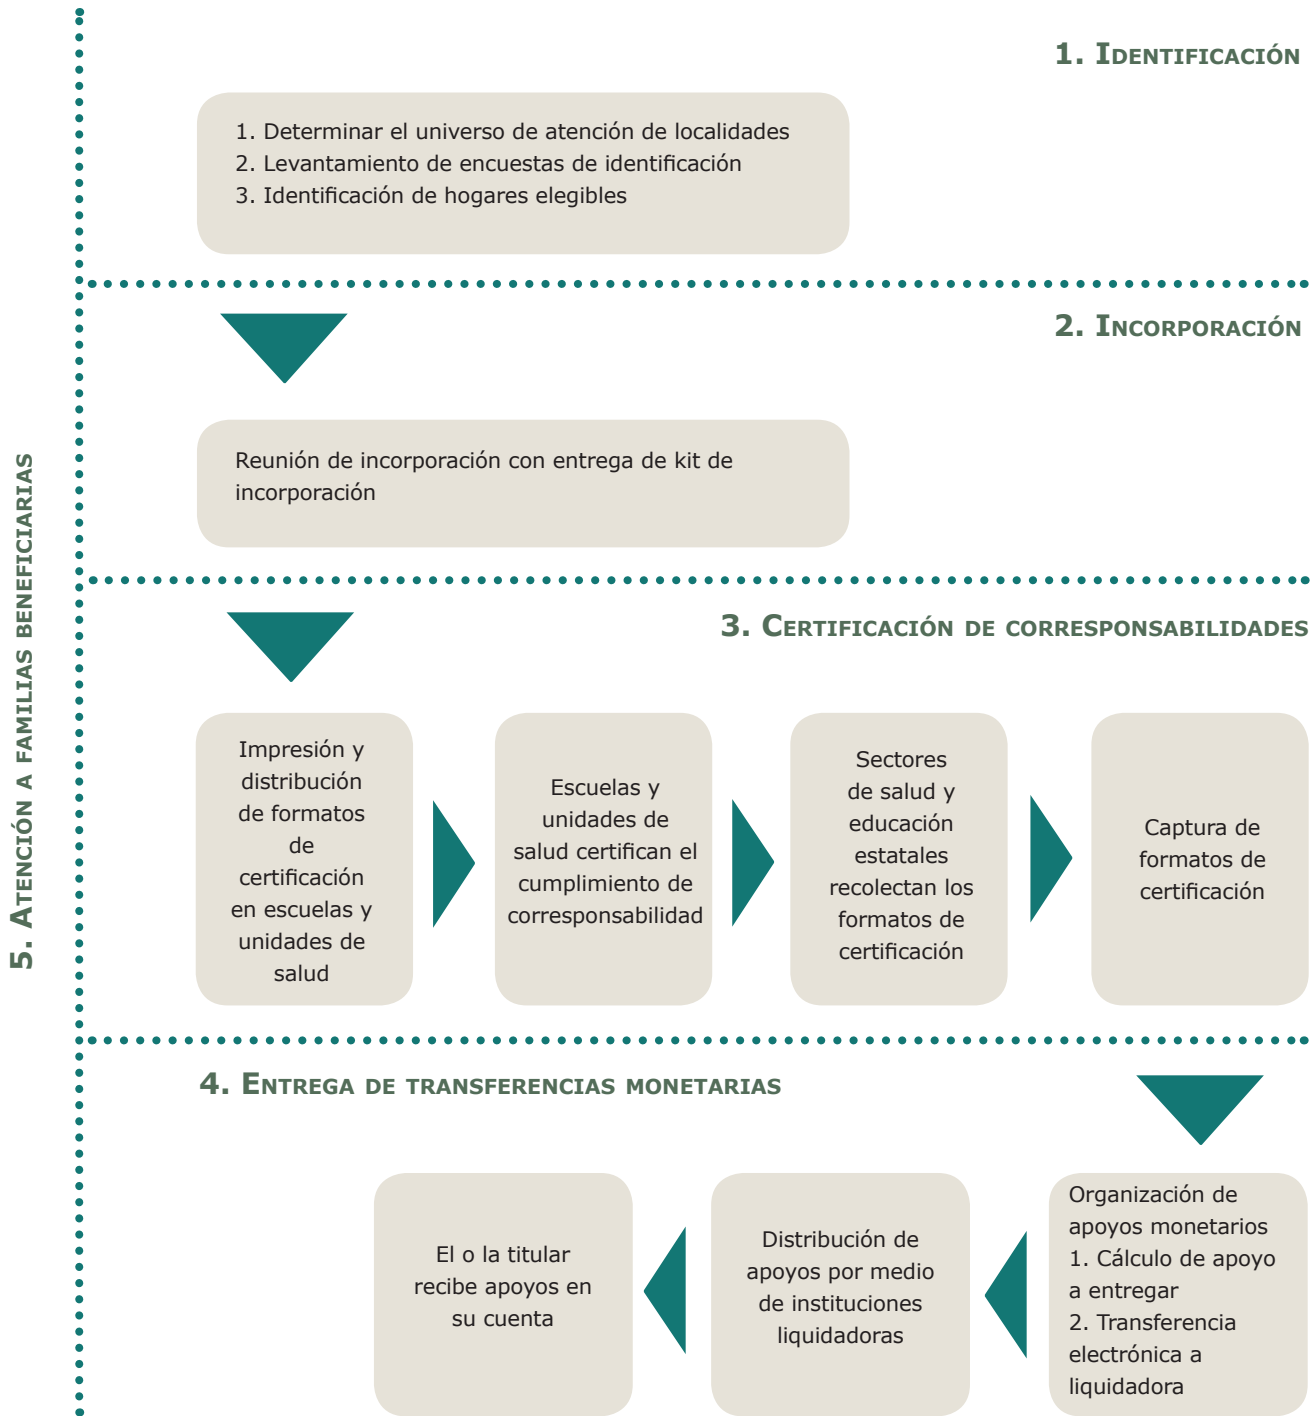 1. Identificación
1. Determinar el universo de atención de localidades
2. Levantamiento de encuestas de identificación
3. Identificación de hogares elegibles
2. Incorporación
Reunión de incorporación con entrega de kit de
incorporación
5. Atención a familias beneficiarias
3. Certificación de corresponsabilidades
Impresión y
distribución
de formatos
de
certificación
en escuelas y
unidades de
salud
Escuelas y
unidades de
salud certifican el
cumplimiento de
corresponsabilidad
Sectores
de salud y
educación
estatales
recolectan los
formatos de
certificación
Captura de
formatos de
certificación
4. Entrega de transferencias monetarias
El o la titular
recibe apoyos en
su cuenta
Distribución de
apoyos por medio
de instituciones
liquidadoras
Organización de
apoyos monetarios
1. Cálculo de apoyo
a entregar
2. Transferencia
electrónica a
liquidadora